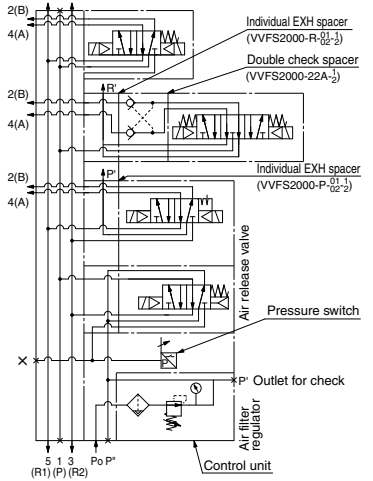 2(B)
4(A)
Individual EXH spacer
(VVFS2000-R-01/02-1/2)
Double check spacer
(VVFS2000-22A-1/2)
2(B)
4(A)
R'
Individual EXH spacer
(VVFS2000-P-01/02-1/2)
P'
2(B)
4(A)
Air release valve
Pressure switch
X
P
P' Outlet for check
Air filter
regulator
5 1 3 Po P"
(R1) (P) (R2)
Control unit